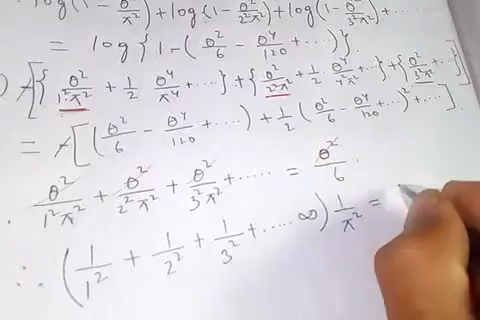 log(1 - θ²/π²) + log(1 - θ²/2²π²) + log(1 - θ²/3²π²) + .....
= log{1 - (θ²/6 - θ⁴/120 + ...)}.
) -[{θ²/1²π² + 1/2 θ⁴/π⁴ + ...} + {θ²/2²π² + 1/2 θ⁴/2⁴π⁴ + ...} + {θ²/3²π² + ...}]
= -[(θ²/6 - θ⁴/120 + ...) + 1/2 (θ²/6 - θ⁴/120 + ...)² + ....]
. θ²/1²π² + θ²/2²π² + θ²/3²π² + ..... = θ²/6 .
∴ (1/1² + 1/2² + 1/3² + ..... ∞) 1/π² =